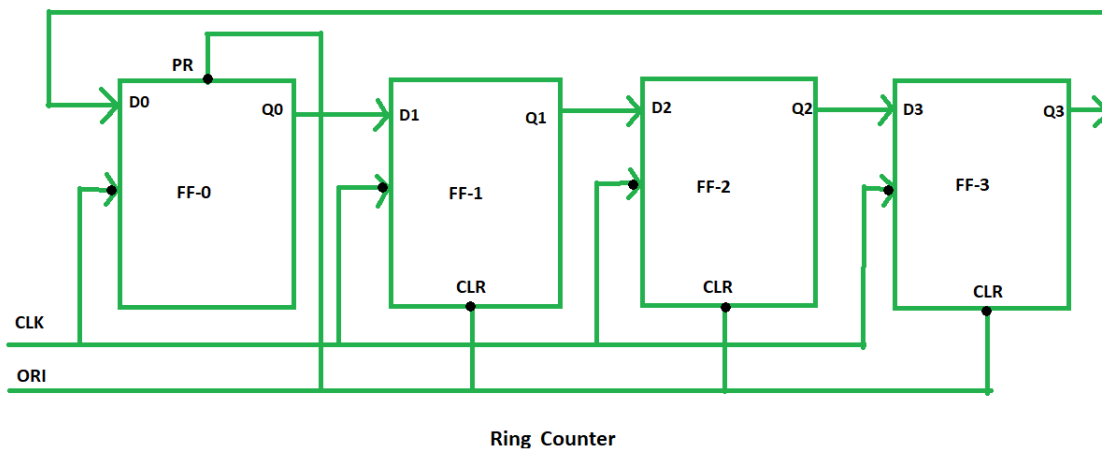 PR
D0
Q0
D1
Q1
D2
Q2
D3
Q3
FF-0
FF-1
FF-2
FF-3
CLR
CLR
CLR
CLK
ORI
Ring Counter